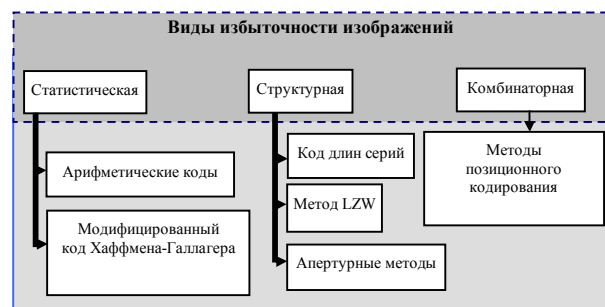 Виды избыточности изображений
Статистическая
Структурная
Комбинаторная
Арифметические коды
Модифицированный
код Хаффмена-Галлагера
Код длин серий
Метод LZW
Апертурные методы
Методы
позиционного
кодирования